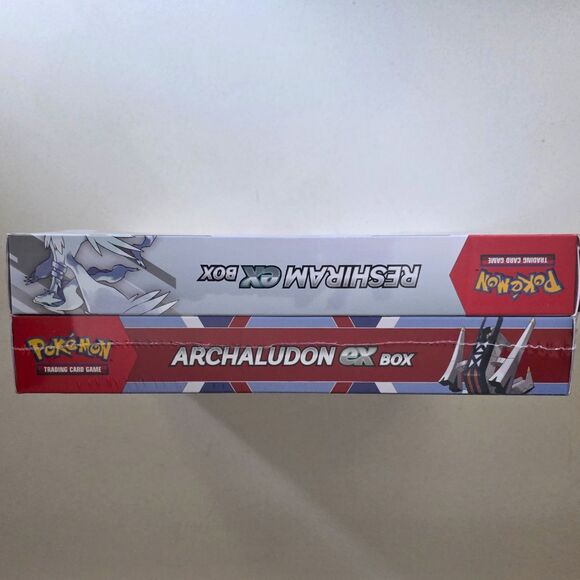 RESHIRAM ex BOX
POKéMON
TRADING CARD GAME
POKéMON
TRADING CARD GAME
ARCHALUDON ex BOX